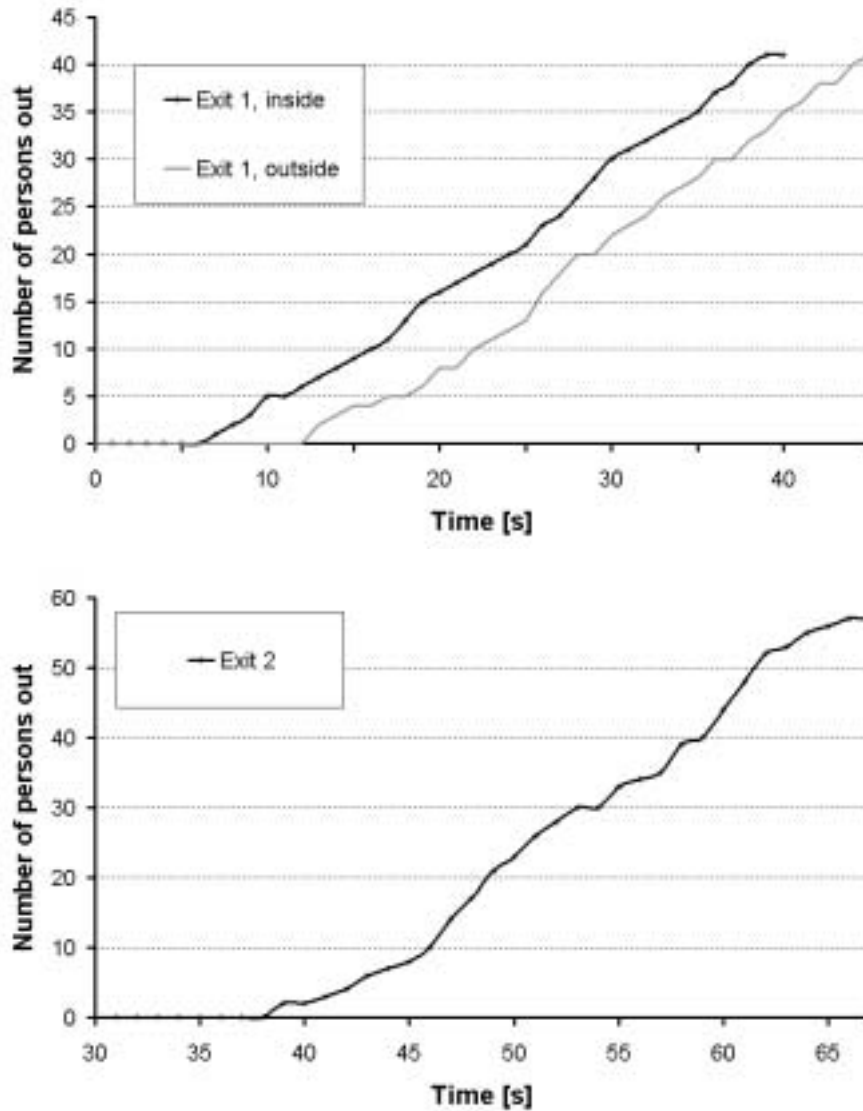 45
40
35
30
25
20
15
10
5
0
Number of persons out
Exit 1, inside
Exit 1, outside
0 10 20 30 40
Time [s]
60
50
40
30
20
10
0
Number of persons out
Exit 2
30 35 40 45 50 55 60 65
Time [s]